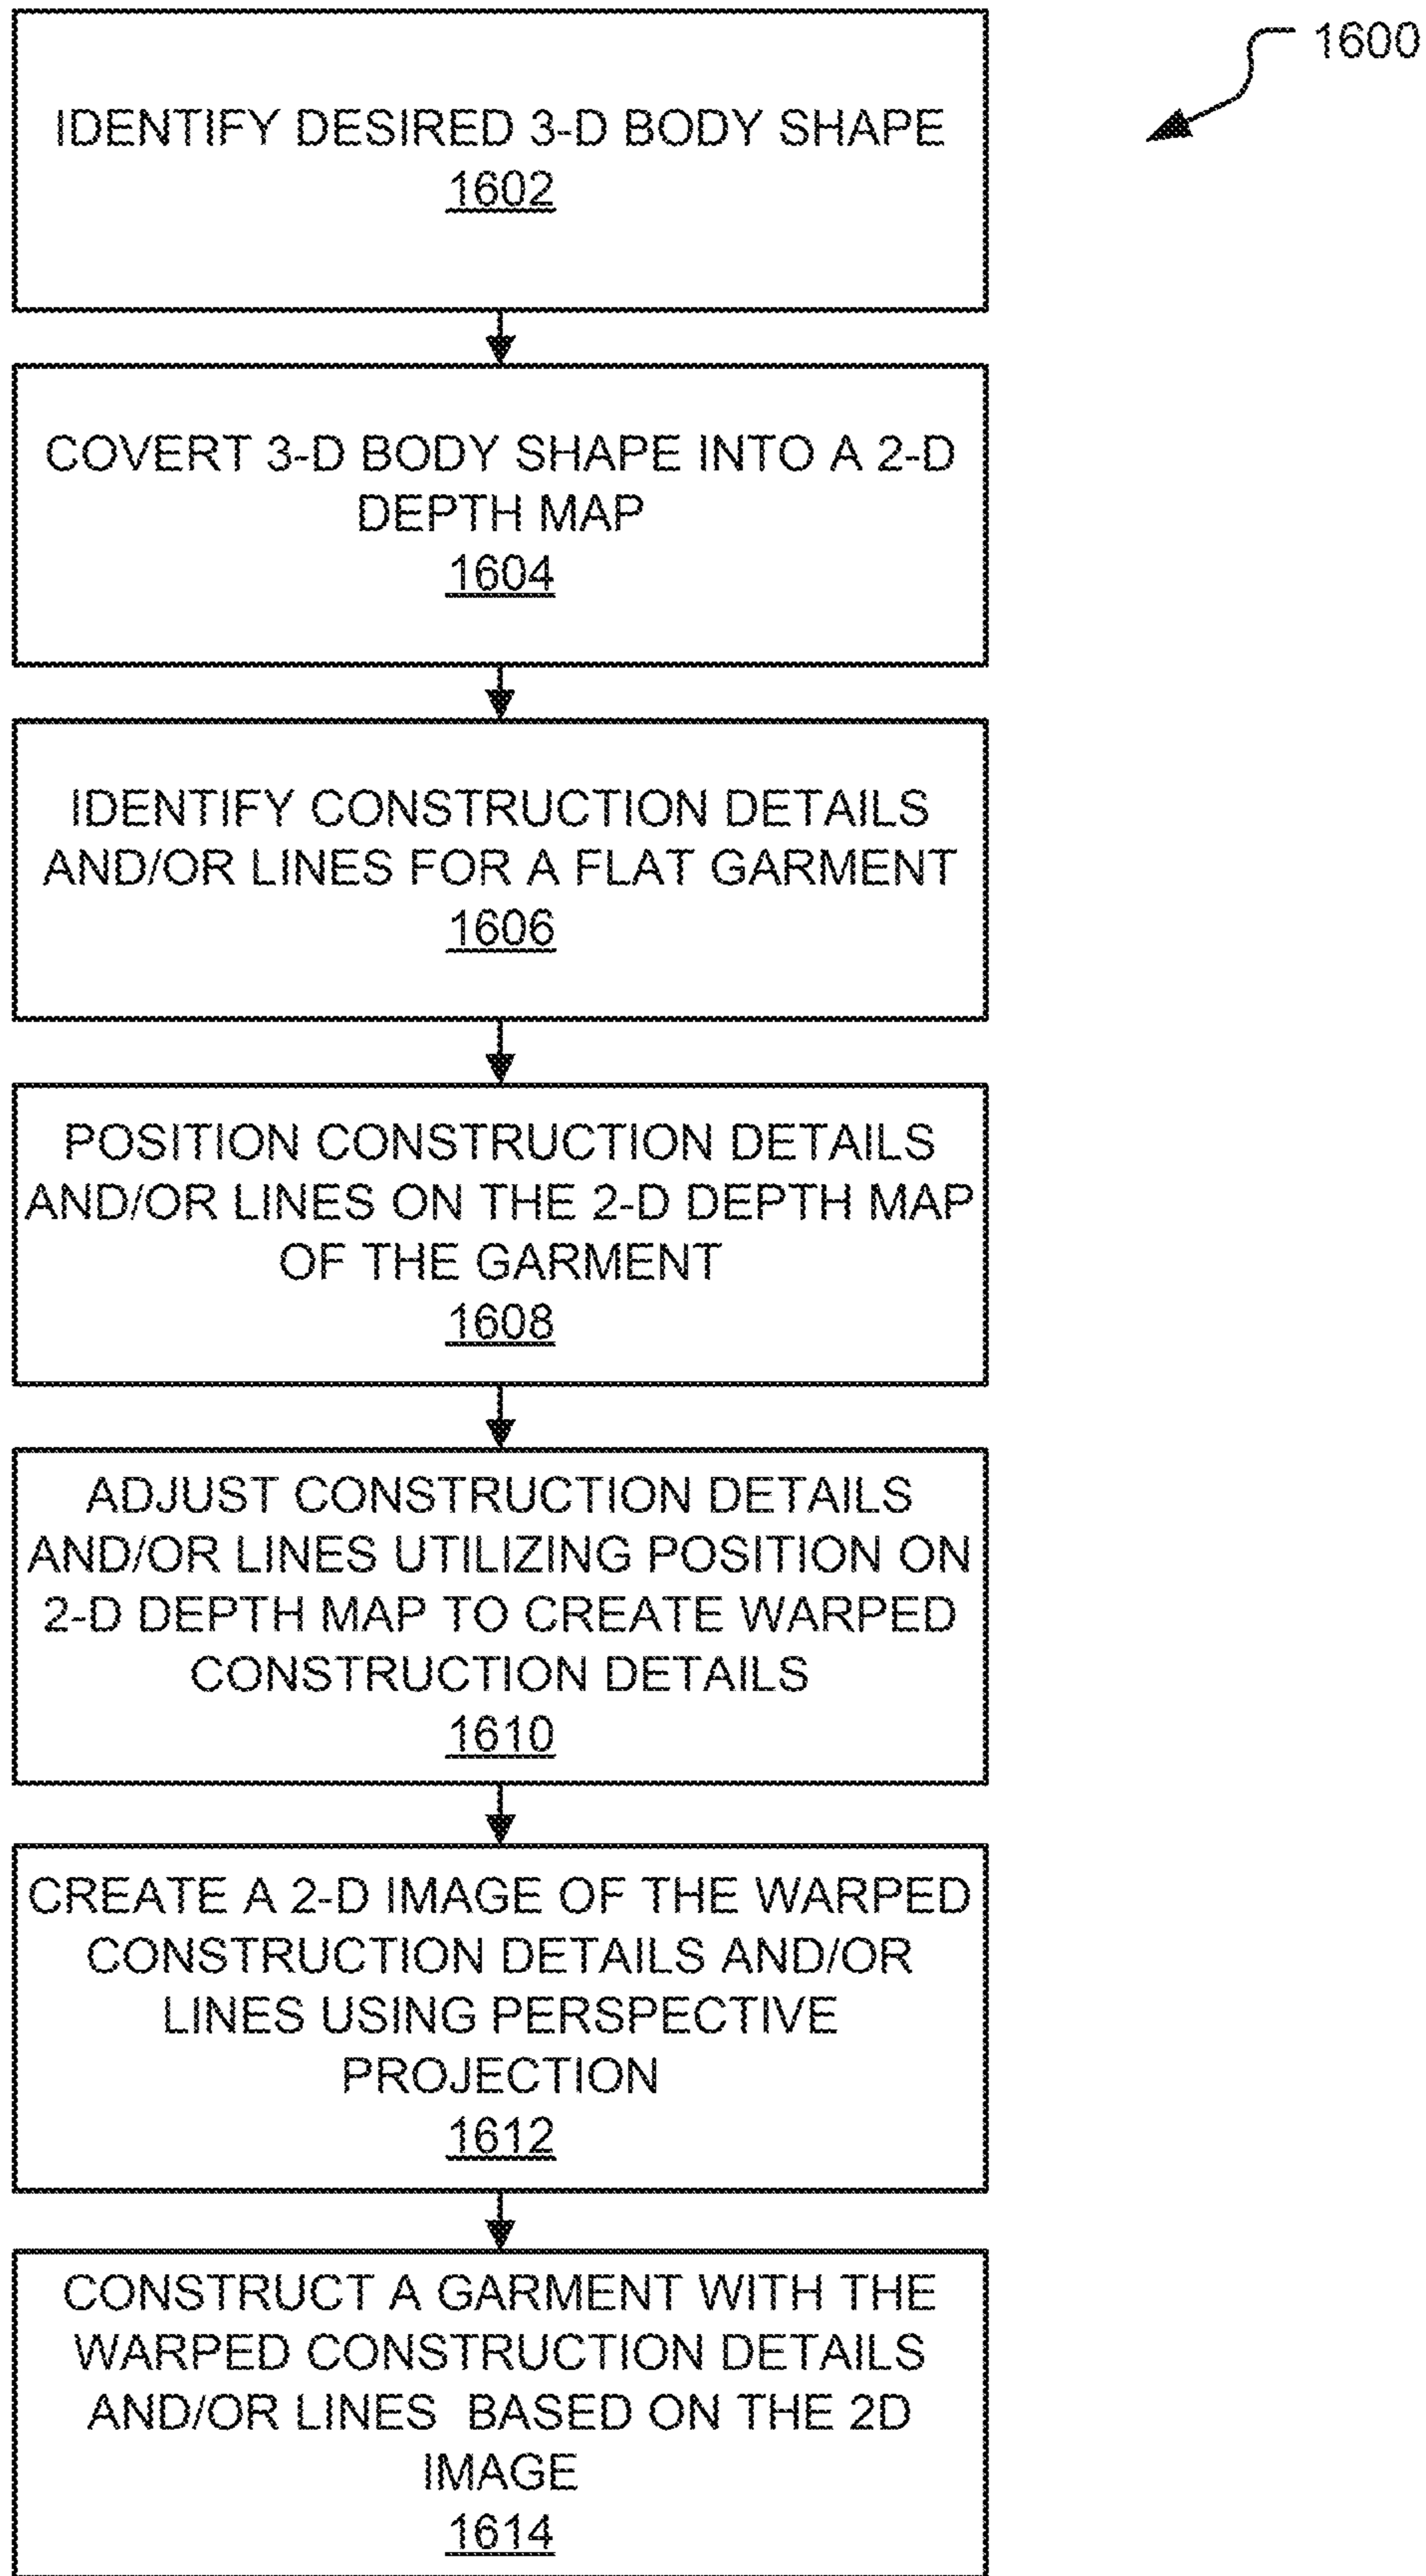 1600
IDENTIFY DESIRED 3-D BODY SHAPE
1602
COVERT 3-D BODY SHAPE INTO A 2-D
DEPTH MAP
1604
IDENTIFY CONSTRUCTION DETAILS
AND/OR LINES FOR A FLAT GARMENT
1606
POSITION CONSTRUCTION DETAILS
AND/OR LINES ON THE 2-D DEPTH MAP
OF THE GARMENT
1608
ADJUST CONSTRUCTION DETAILS
AND/OR LINES UTILIZING POSITION ON
2-D DEPTH MAP TO CREATE WARPED
CONSTRUCTION DETAILS
1610
CREATE A 2-D IMAGE OF THE WARPED
CONSTRUCTION DETAILS AND/OR
LINES USING PERSPECTIVE
PROJECTION
1612
CONSTRUCT A GARMENT WITH THE
WARPED CONSTRUCTION DETAILS
AND/OR LINES  BASED ON THE 2D
IMAGE
1614